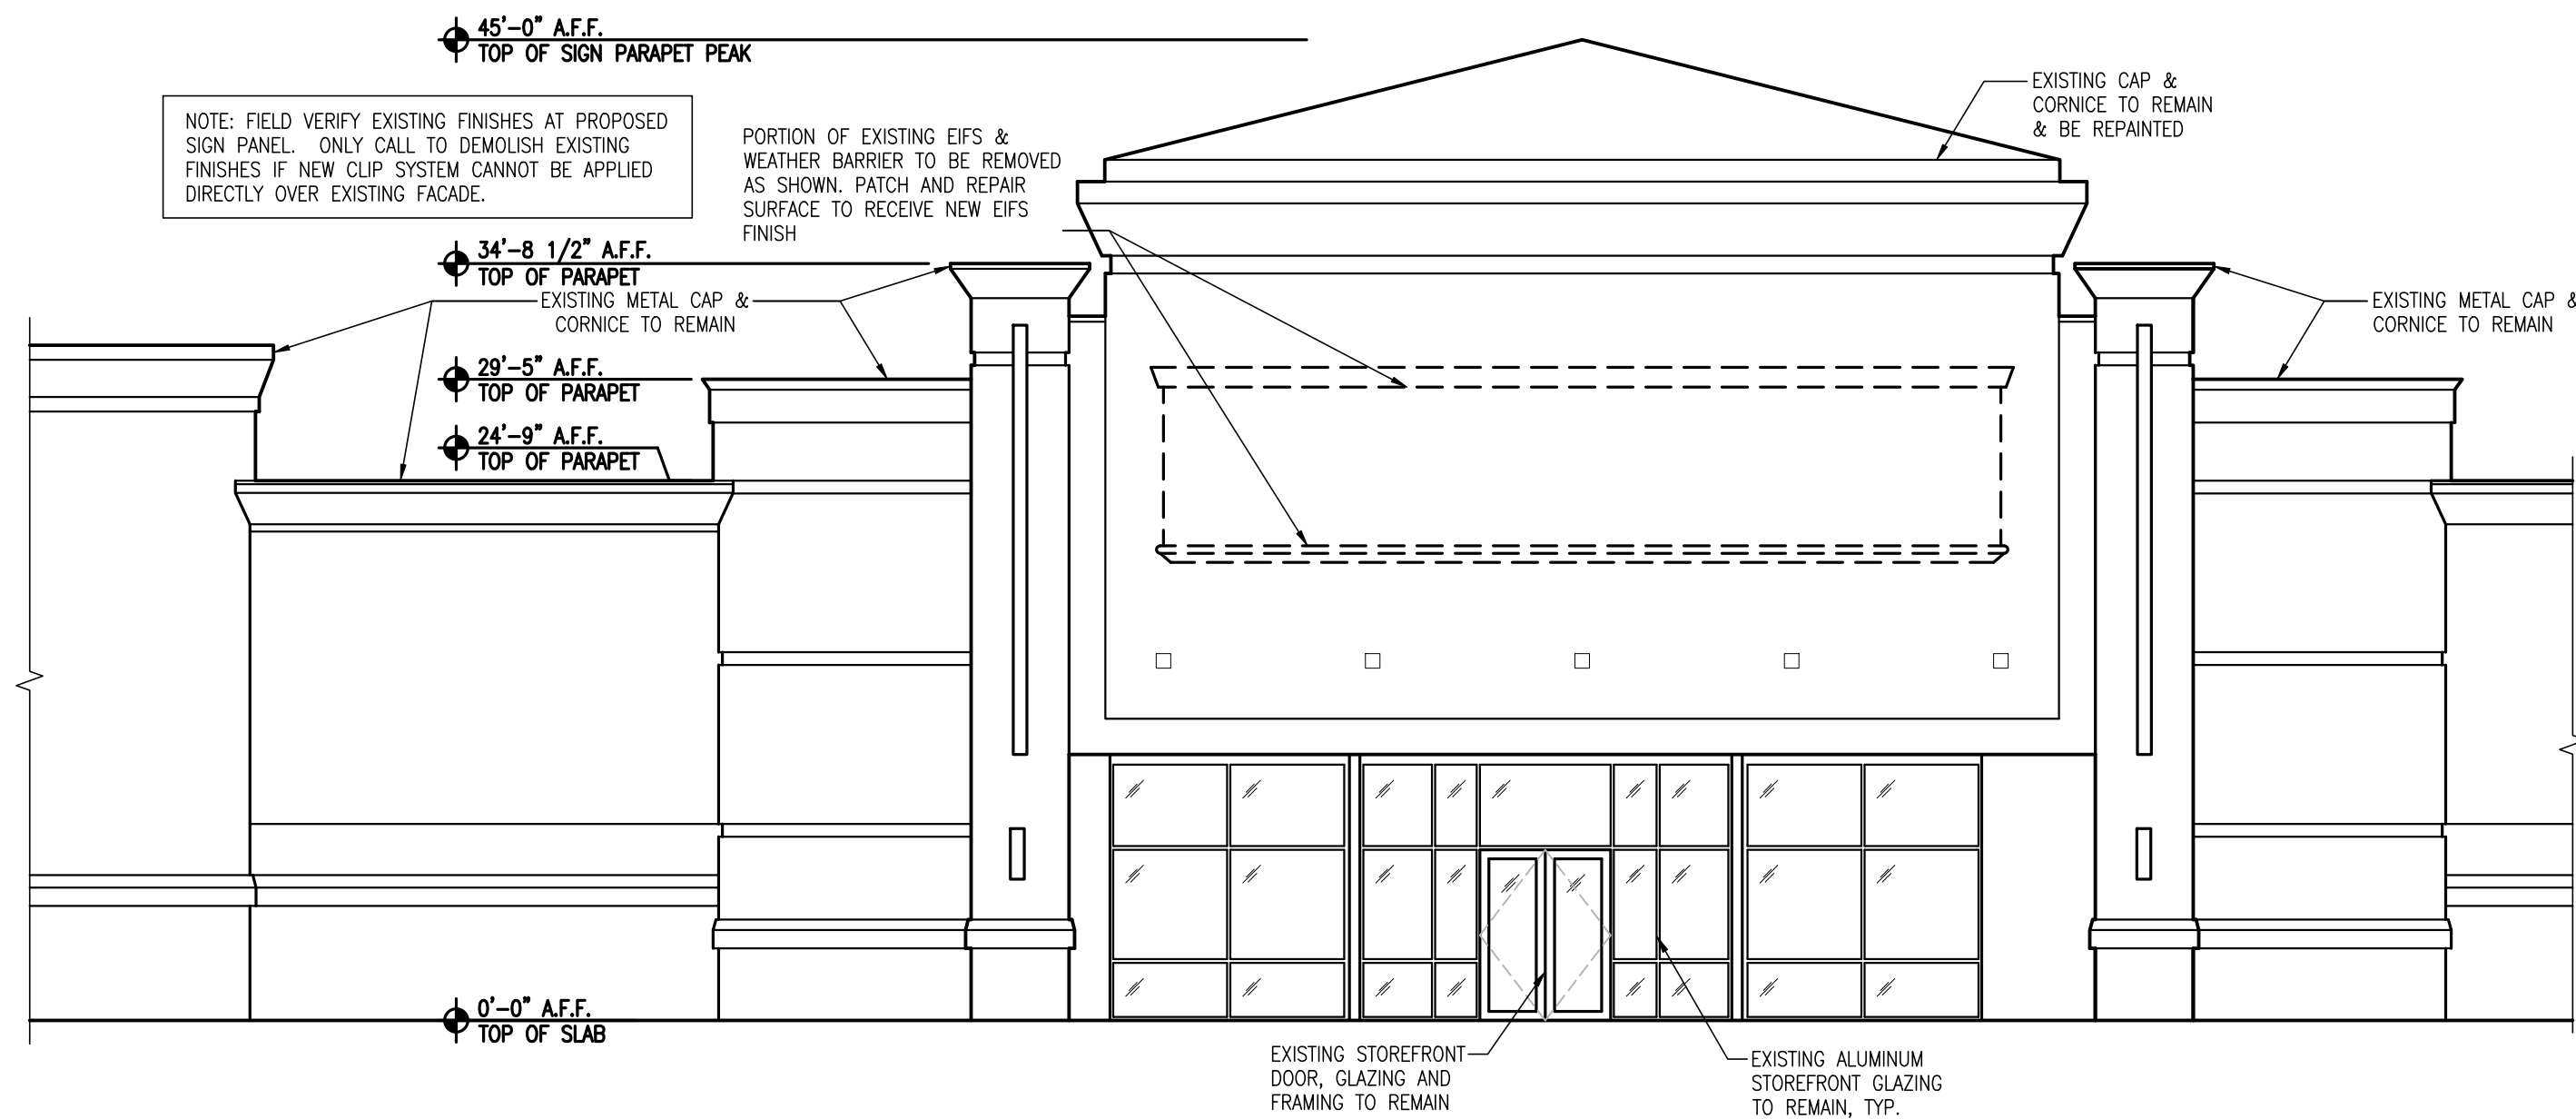 45'-0" A.F.F.
TOP OF SIGN PARAPET PEAK
NOTE: FIELD VERIFY EXISTING FINISHES AT PROPOSED
SIGN PANEL. ONLY CALL TO DEMOLISH EXISTING
FINISHES IF NEW CLIP SYSTEM CANNOT BE APPLIED
DIRECTLY OVER EXISTING FACADE.
PORTION OF EXISTING EIFS &
WEATHER BARRIER TO BE REMOVED
AS SHOWN. PATCH AND REPAIR
SURFACE TO RECEIVE NEW EIFS
FINISH
EXISTING CAP &
CORNICE TO REMAIN
& BE REPAINTED
34'-8 1/2" A.F.F.
TOP OF PARAPET
EXISTING METAL CAP &
CORNICE TO REMAIN
EXISTING METAL CAP &
CORNICE TO REMAIN
29'-5" A.F.F.
TOP OF PARAPET
24'-9" A.F.F.
TOP OF PARAPET
0'-0" A.F.F.
TOP OF SLAB
EXISTING STOREFRONT
DOOR, GLAZING AND
FRAMING TO REMAIN
EXISTING ALUMINUM
STOREFRONT GLAZING
TO REMAIN, TYP.